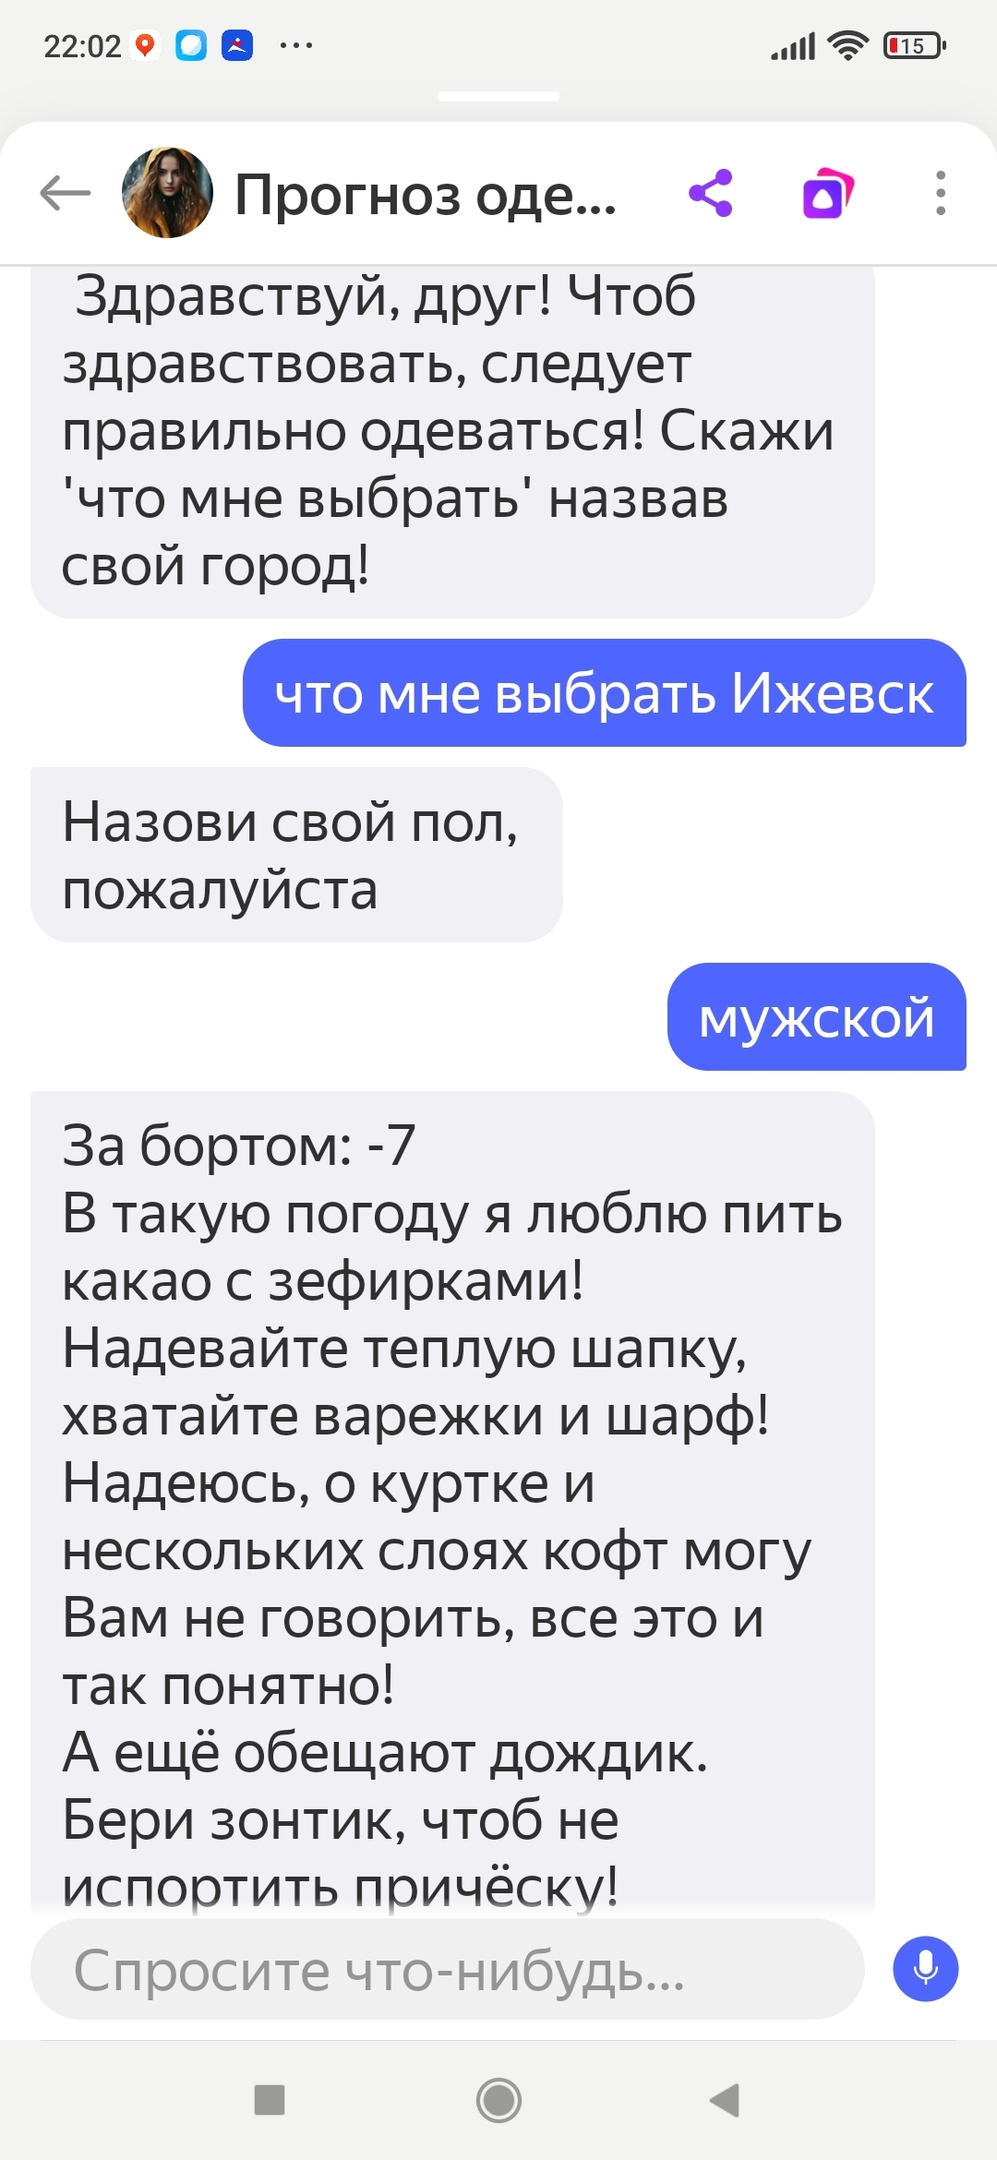 22:02
15
Прогноз оде...
Здравствуй, друг! Чтоб
здравствовать, следует
правильно одеваться! Скажи
'что мне выбрать' назвав
свой город!
что мне выбрать Ижевск
Назови свой пол,
пожалуйста
мужской
За бортом: -7
В такую погоду я люблю пить
какао с зефирками!
Надевайте теплую шапку,
хватайте варежки и шарф!
Надеюсь, о куртке и
нескольких слоях кофт могу
Вам не говорить, все это и
так понятно!
А ещё обещают дождик.
Бери зонтик, чтоб не
испортить причёску!
Спросите что-нибудь...